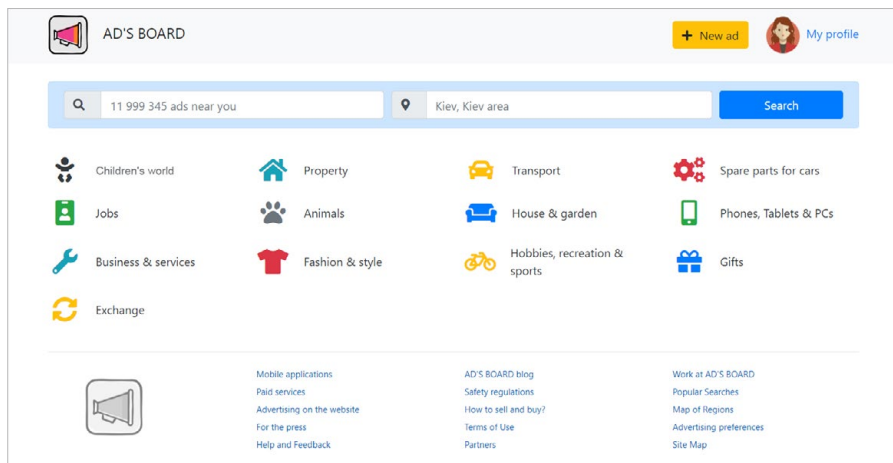 AD'S BOARD
New ad
My profile
11 999 345 ads near you
Kiev, Kiev area
Search
Children's world
Property
Transport
Spare parts for cars
Jobs
Animals
House & garden
Phones, Tablets & PCs
Business & services
Fashion & style
Hobbies, recreation &
sports
Gifts
Exchange
Mobile applications
AD'S BOARD blog
Work at AD'S BOARD
Paid services
Safety regulations
Popular Searches
Advertising on the website
How to sell and buy?
Map of Regions
For the press
Terms of Use
Advertising preferences
Help and Feedback
Partners
Site Map